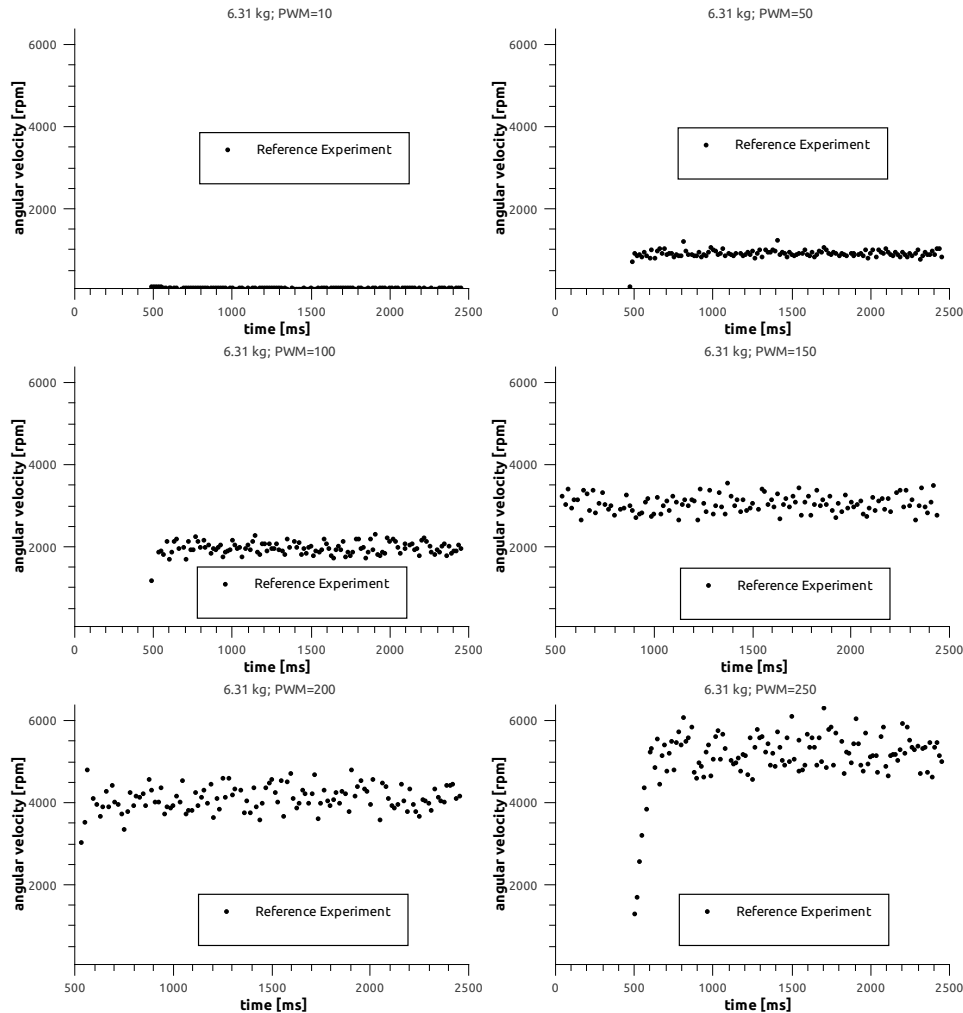 6.31 kg; PWM=10
6000
4000
2000
angular velocity [rpm]
Reference Experiment
0 500 1000 1500 2000 2500
time [ms]
6.31 kg; PWM=50
6000
4000
2000
angular velocity [rpm]
Reference Experiment
0 500 1000 1500 2000 2500
time [ms]
6.31 kg; PWM=100
6000
4000
2000
angular velocity [rpm]
Reference Experiment
0 500 1000 1500 2000 2500
time [ms]
6.31 kg; PWM=150
6000
4000
2000
angular velocity [rpm]
Reference Experiment
500 1000 1500 2000 2500
time [ms]
6.31 kg; PWM=200
6000
4000
2000
angular velocity [rpm]
Reference Experiment
500 1000 1500 2000 2500
time [ms]
6.31 kg; PWM=250
6000
4000
2000
angular velocity [rpm]
Reference Experiment
0 500 1000 1500 2000 2500
time [ms]